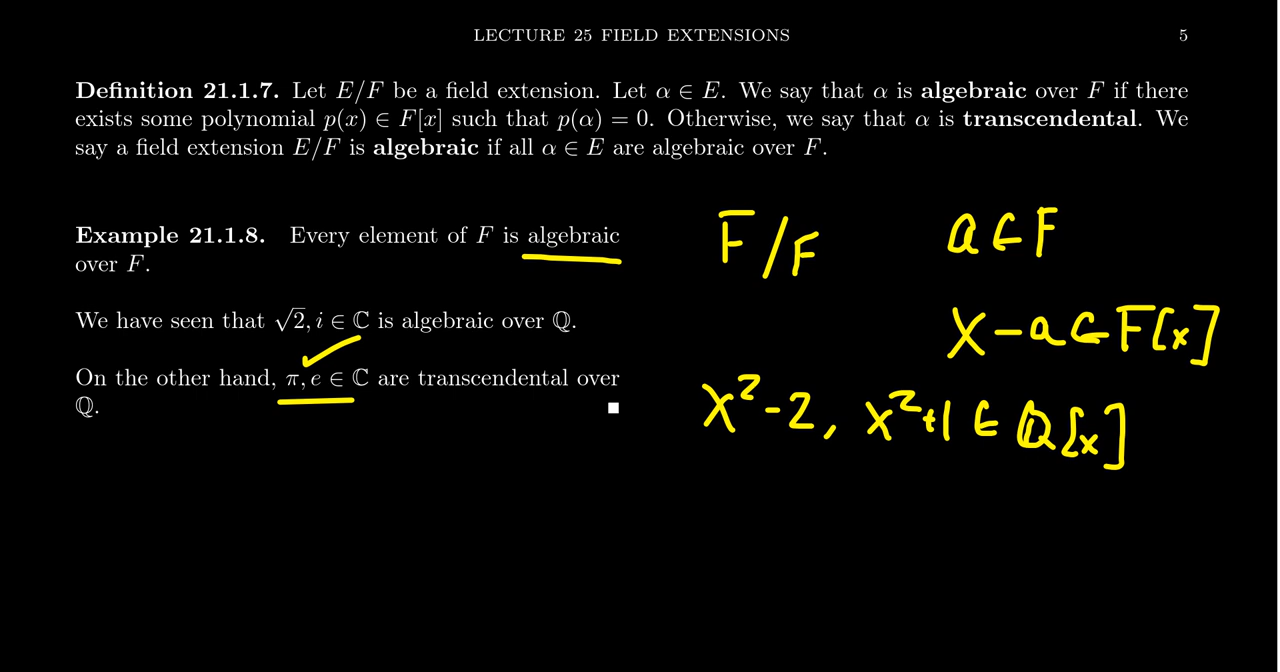 LECTURE 25 FIELD EXTENSIONS 5
Definition 21.1.7. Let E/F be a field extension. Let α ∈ E. We say that α is algebraic over F if there
exists some polynomial p(x) ∈ F[x] such that p(α) = 0. Otherwise, we say that α is transcendental. We
say a field extension E/F is algebraic if all α ∈ E are algebraic over F.
Example 21.1.8. Every element of F is algebraic
over F.
We have seen that √2, i ∈ ℂ is algebraic over ℚ.
On the other hand, π, e ∈ ℂ are transcendental over
ℚ.
F/F
a ∈ F
x - a ∈ F[x]
x² - 2, x² + 1 ∈ ℚ[x]